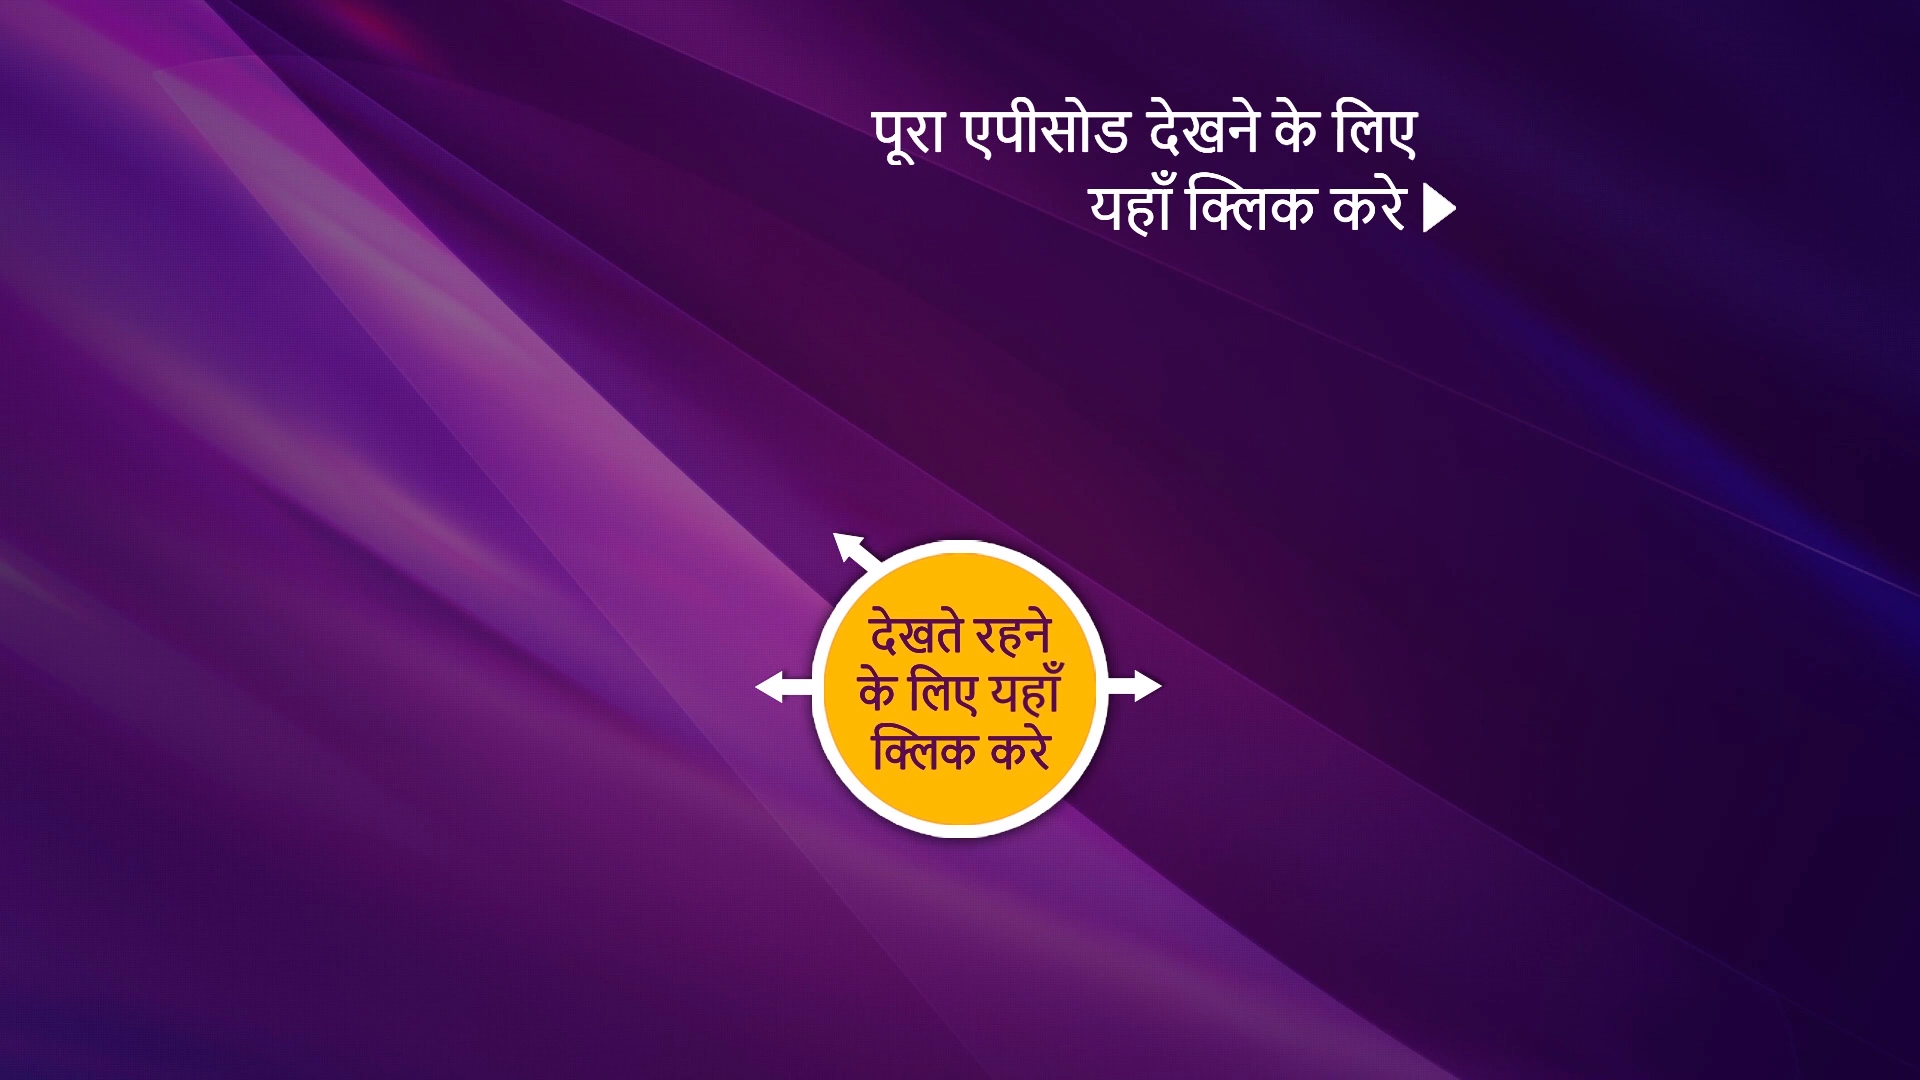 पूरा एपीसोड देखने के लिए
यहाँ क्लिक करे
देखते रहने
के लिए यहाँ
क्लिक करे